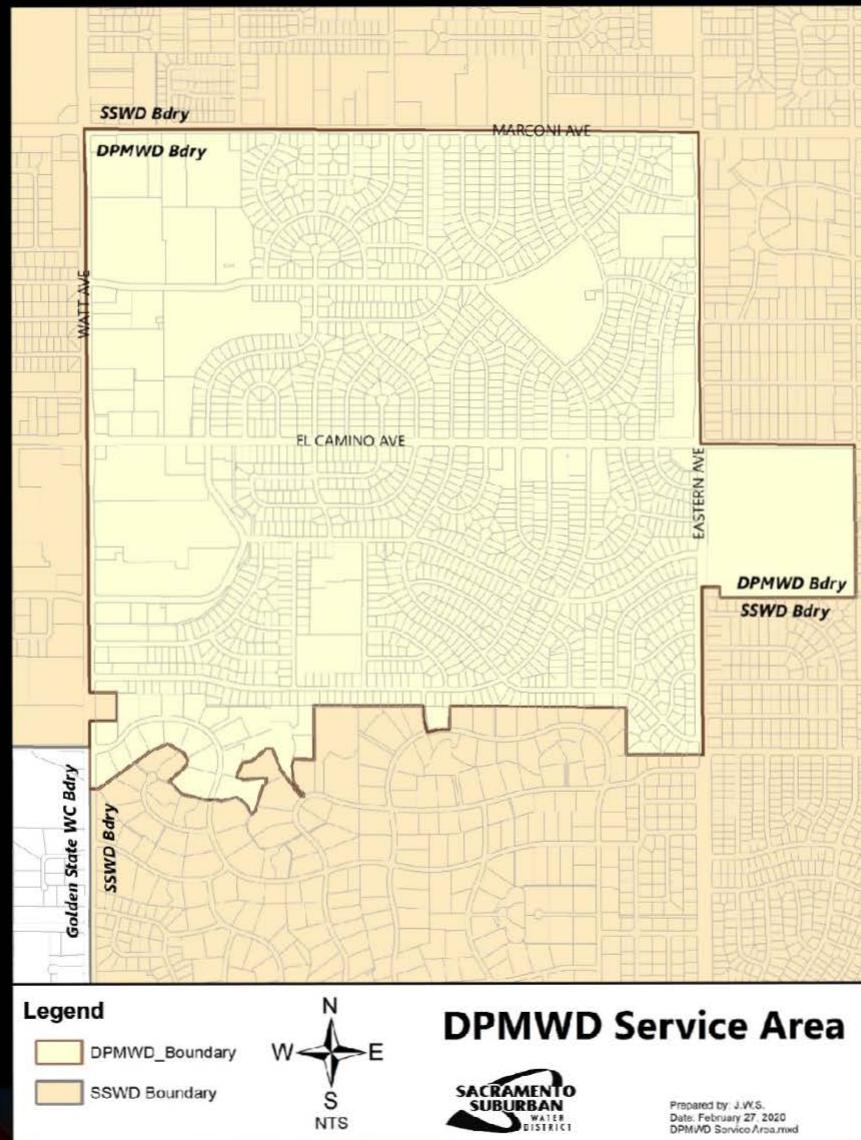 SSWD Bdry
MARCONI AVE
DPMWD Bdry
WATT AVE
EL CAMINO AVE
EASTERN AVE
DPMWD Bdry
SSWD Bdry
Golden State WC Bdry
SSWD Bdry
Legend
DPMWD_Boundary
SSWD Boundary
N
W E
S
NTS
DPMWD Service Area
SACRAMENTO
SUBURBAN
WATER
DISTRICT
Prepared by: J.W.S.
Date: February 27, 2020
DPMWD Service Area.mxd